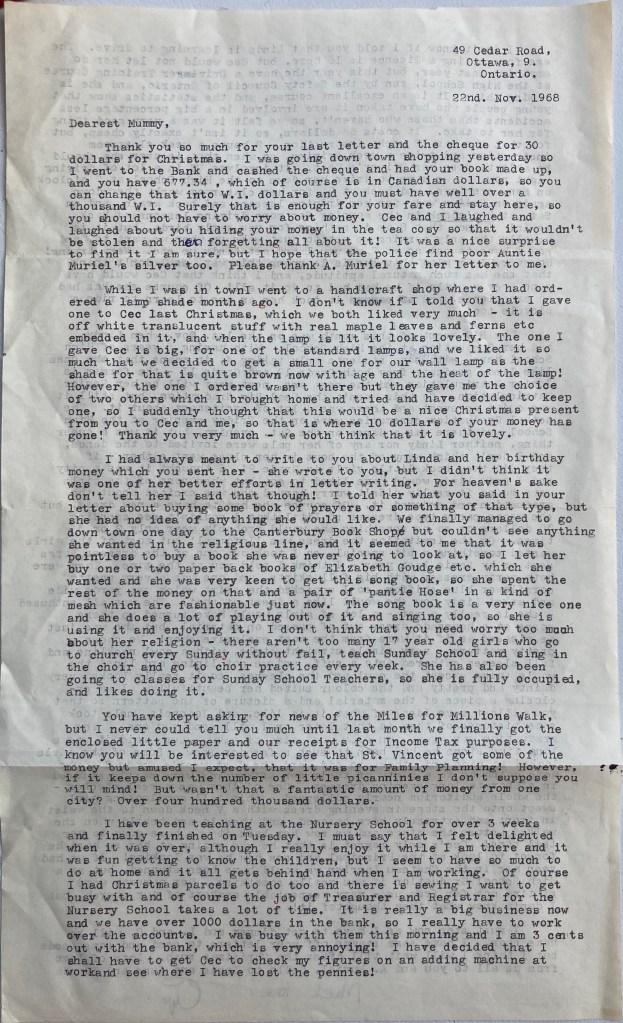 49 Cedar Road,
Ottawa, 9.
Ontario.
22nd. Nov. 1968
Dearest Mummy,
Thank you so much for your last letter and the cheque for 30
dollars for Christmas. I was going down town shopping yesterday so
I went to the Bank and cashed the cheque and had your book made up,
and you have 677.34 , which of course is in Canadian dollars, so you
can change that into W.I. dollars and you must have well over a
thousand W.I. Surely that is enough for your fare and stay here, so
you should not have to worry about money. Cec and I laughed and
laughed about you hiding your money in the tea cosy so that it wouldn't
be stolen and then forgetting all about it! It was a nice surprise
to find it I am sure, but I hope that the police find poor Auntie
Muriel's silver too. Please thank A. Muriel for her letter to me.
While I was in townI went to a handicraft shop where I had ord-
ered a lamp shade months ago. I don't know if I told you that I gave
one to Cec last Christmas, which we both liked very much - it is
off white translucent stuff with real maple leaves and ferns etc
embedded in it, and when the lamp is lit it looks lovely. The one I
gave Cec is big, for one of the standard lamps, and we liked it so
much that we decided to get a small one for our wall lamp as the
shade for that is quite brown now with age and the heat of the lamp!
However, the one I ordered wasn't there but they gave me the choice
of two others which I brought home and tried and have decided to keep
one, so I suddenly thought that this would be a nice Christmas present
from you to Cec and me, so that is where 10 dollars of your money has
gone! Thank you very much - we both think that it is lovely.
I had always meant to write to you about Linda and her birthday
money which you sent her - she wrote to you, but I didn't think it
was one of her better efforts in letter writing. For heaven's sake
don't tell her I said that though! I told her what you said in your
letter about buying some book of prayers or something of that type, but
she had no idea of anything she would like. We finally managed to go
down town one day to the Canterbury Book Shop but couldn't see anything
she wanted in the religious line, and it seemed to me that it was
pointless to buy a book she was never going to look at, so I let her
buy one or two paper back books of Elizabeth Goudge etc. which she
wanted and she was very keen to get this song book, so she spent the
rest of the money on that and a pair of 'pantie Hose' in a kind of
mesh which are fashionable just now. The song book is a very nice one
and she does a lot of playing out of it and singing too, so she is
using it and enjoying it. I don't think that you need worry too much
about her religion - there aren't too many 17 year old girls who go
to church every Sunday without fail, teach Sunday School and sing in
the choir and go to choir practice every week. She has also been
going to classes for Sunday School Teachers, so she is fully occupied,
and likes doing it.
You have kept asking for news of the Miles for Millions Walk,
but I never could tell you much until last month we finally got the
enclosed little paper and our receipts for Income Tax purposes. I
know you will be interested to see that St. Vincent got some of the
money but amused I expect, that it was for Family Planning! However,
if it keeps down the number of little picanninies I don't suppose you
will mind! But wasn't that a fantastic amount of money from one
city? Over four hundred thousand dollars.
I have been teaching at the Nursery School for over 3 weeks
and finally finished on Tuesday. I must say that I felt delighted
when it was over, although I really enjoy it while I am there and it
was fun getting to know the children, but I seem to have so much to
do at home and it all gets behind hand when I am working. Of course
I had Christmas parcels to do too and there is sewing I want to get
busy with and of course the job of Treasurer and Registrar for the
Nursery School takes a lot of time. It is really a big business now
and we have over 1000 dollars in the bank, so I really have to work
over the accounts. I was busy with them this morning and I am 3 cents
out with the bank, which is very annoying! I have decided that I
shall have to get Cec to check my figures on an adding machine at
workand see where I have lost the pennies!